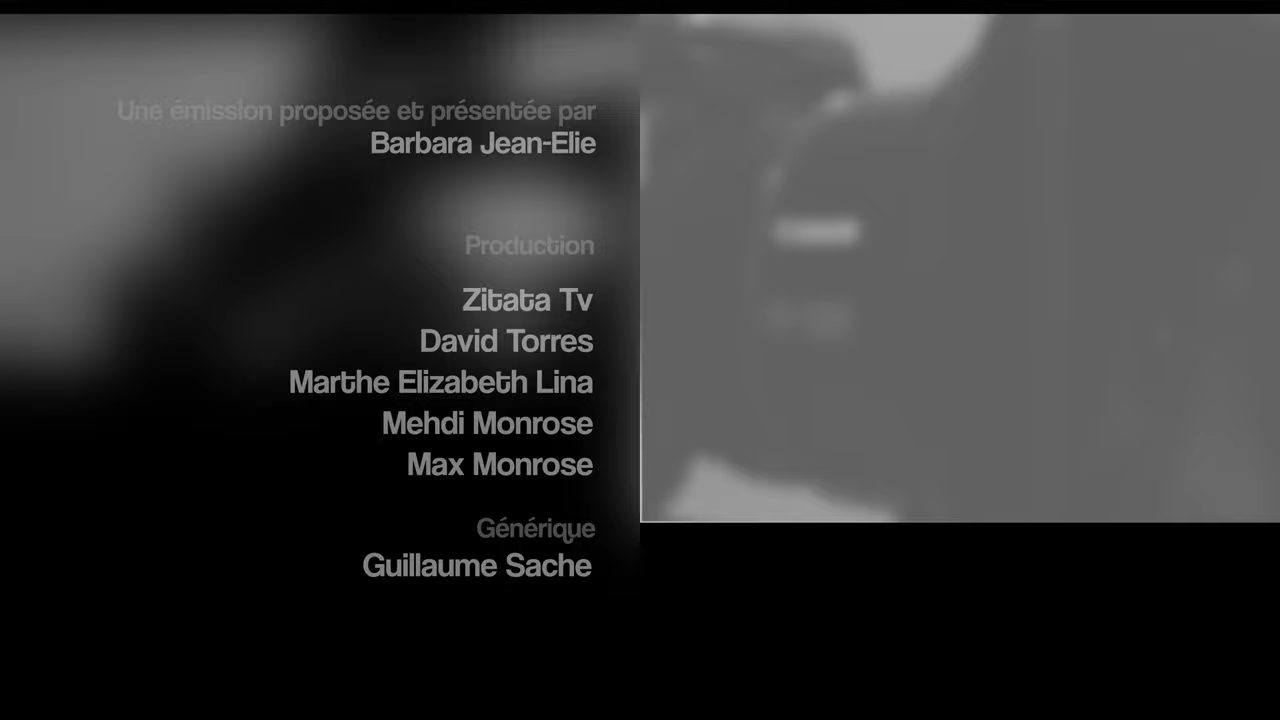 Une émission proposée et présentée par
Barbara Jean-Elie
Production
Zitata Tv
David Torres
Marthe Elizabeth Lina
Mehdi Monrose
Max Monrose
Générique
Guillaume Sache